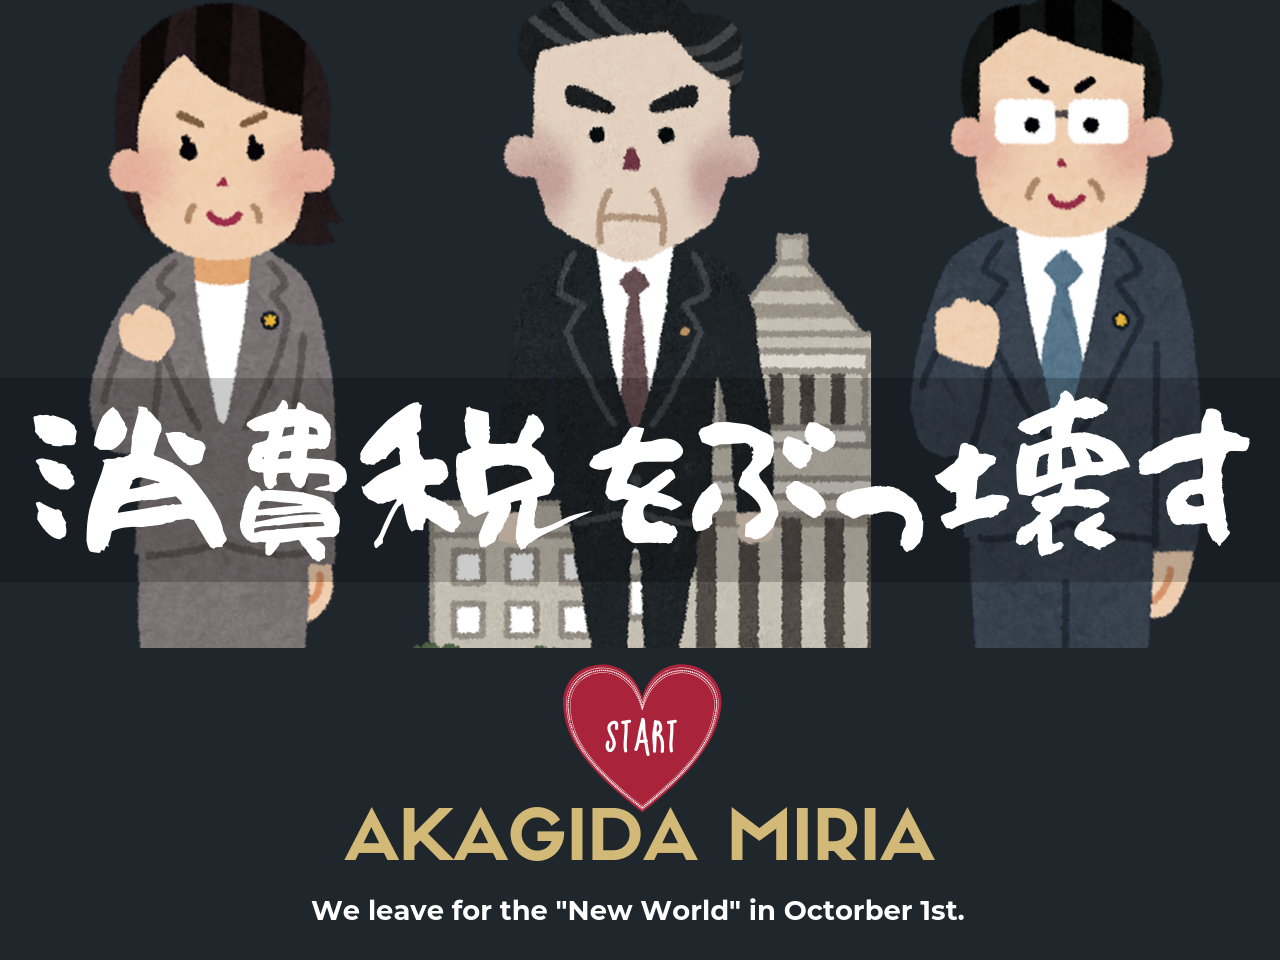 消費税をぶっ壊す
START
AKAGIDA MIRIA
We leave for the "New World" in Octorber 1st.